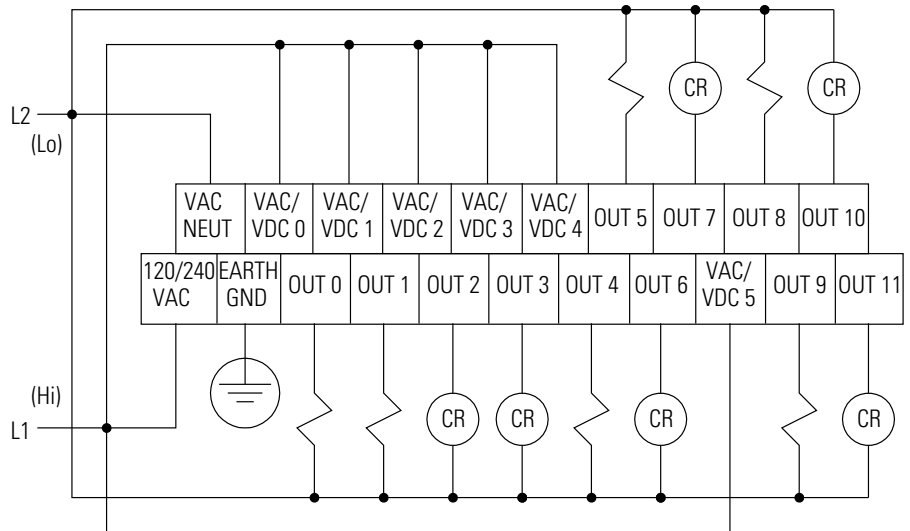 CR
CR
L2
(Lo)
VAC NEUT
VAC/ VDC 0
VAC/ VDC 1
VAC/ VDC 2
VAC/ VDC 3
VAC/ VDC 4
OUT 5
OUT 7
OUT 8
OUT 10
120/240 VAC
EARTH GND
OUT 0
OUT 1
OUT 2
OUT 3
OUT 4
OUT 6
VAC/ VDC 5
OUT 9
OUT 11
(Hi)
L1
CR
CR
CR
CR